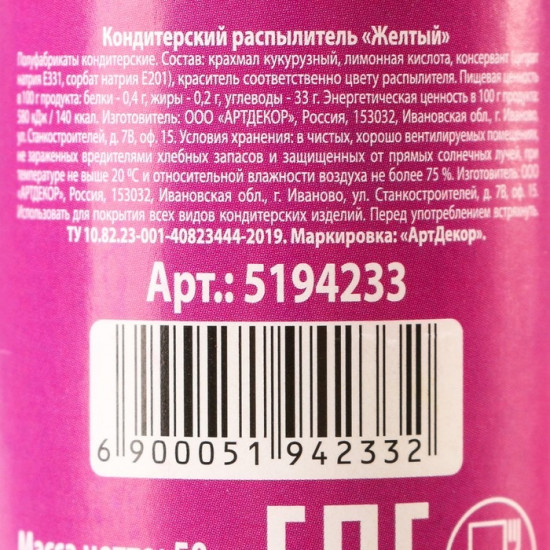 Кондитерский распылитель «Желтый»
Полуфабрикаты кондитерские. Состав: крахмал кукурузный, лимонная кислота, консервант (цитрат
натрия Е331, сорбат натрия Е201), краситель соответственно цвету распылителя. Пищевая ценность
в 100 г продукта: белки - 0,4 г; жиры - 0,2 г, углеводы - 33 г. Энергетическая ценность в 100 г продукта:
580 кДж / 140 ккал. Изготовитель: ООО «АРТДЕКОР», Россия, 153032, Ивановская обл., г. Иваново,
ул. Станкостроителей, д. 7В, оф. 15. Условия хранения: в чистых, хорошо вентилируемых помещениях,
не зараженных вредителями хлебных запасов и защищенных от прямых солнечных лучей, при
температуре не выше 20 °С и относительной влажности воздуха не более 75 %. Изготовитель: ООО
«АРТДЕКОР», Россия, 153032, Ивановская обл., г. Иваново, ул. Станкостроителей, д. 7В, оф. 15.
Использовать для покрытия всех видов кондитерских изделий. Перед употреблением встряхнуть.
ТУ 10.82.23-001-40823444-2019. Маркировка: «АртДекор».
Арт.: 5194233
6 900051 942332
Масса нетто: 50
БПГ